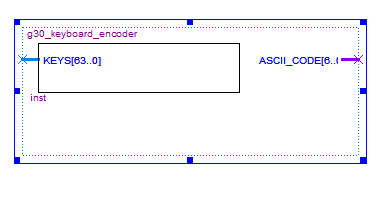 g30_keyboard_encoder
KEYS[63..0] ASCII_CODE[6..(
inst